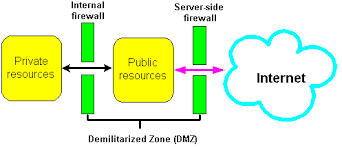 Internal
firewall
Server-side
firewall
Private
resources
Public
resources
Internet
Demilitarized Zone (DMZ)